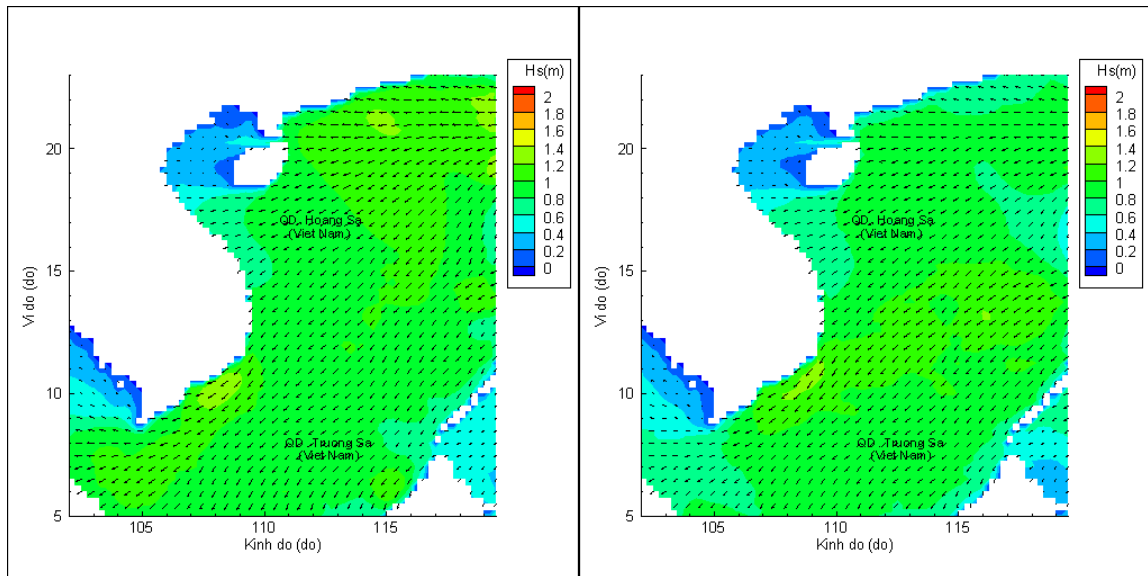 Hs(m)
2
1.8
1.6
1.4
1.2
1
0.8
0.6
0.4
0.2
0
20
15
10
5
Vi do (do)
QD. Hoang Sa
(Viet Nam)
QD. Truong Sa
(Viet Nam)
105
110
115
Kinh do (do)
Hs(m)
2
1.8
1.6
1.4
1.2
1
0.8
0.6
0.4
0.2
0
20
15
10
5
Vi do (do)
QD. Hoang Sa
(Viet Nam)
QD. Truong Sa
(Viet Nam)
105
110
115
Kinh do (do)